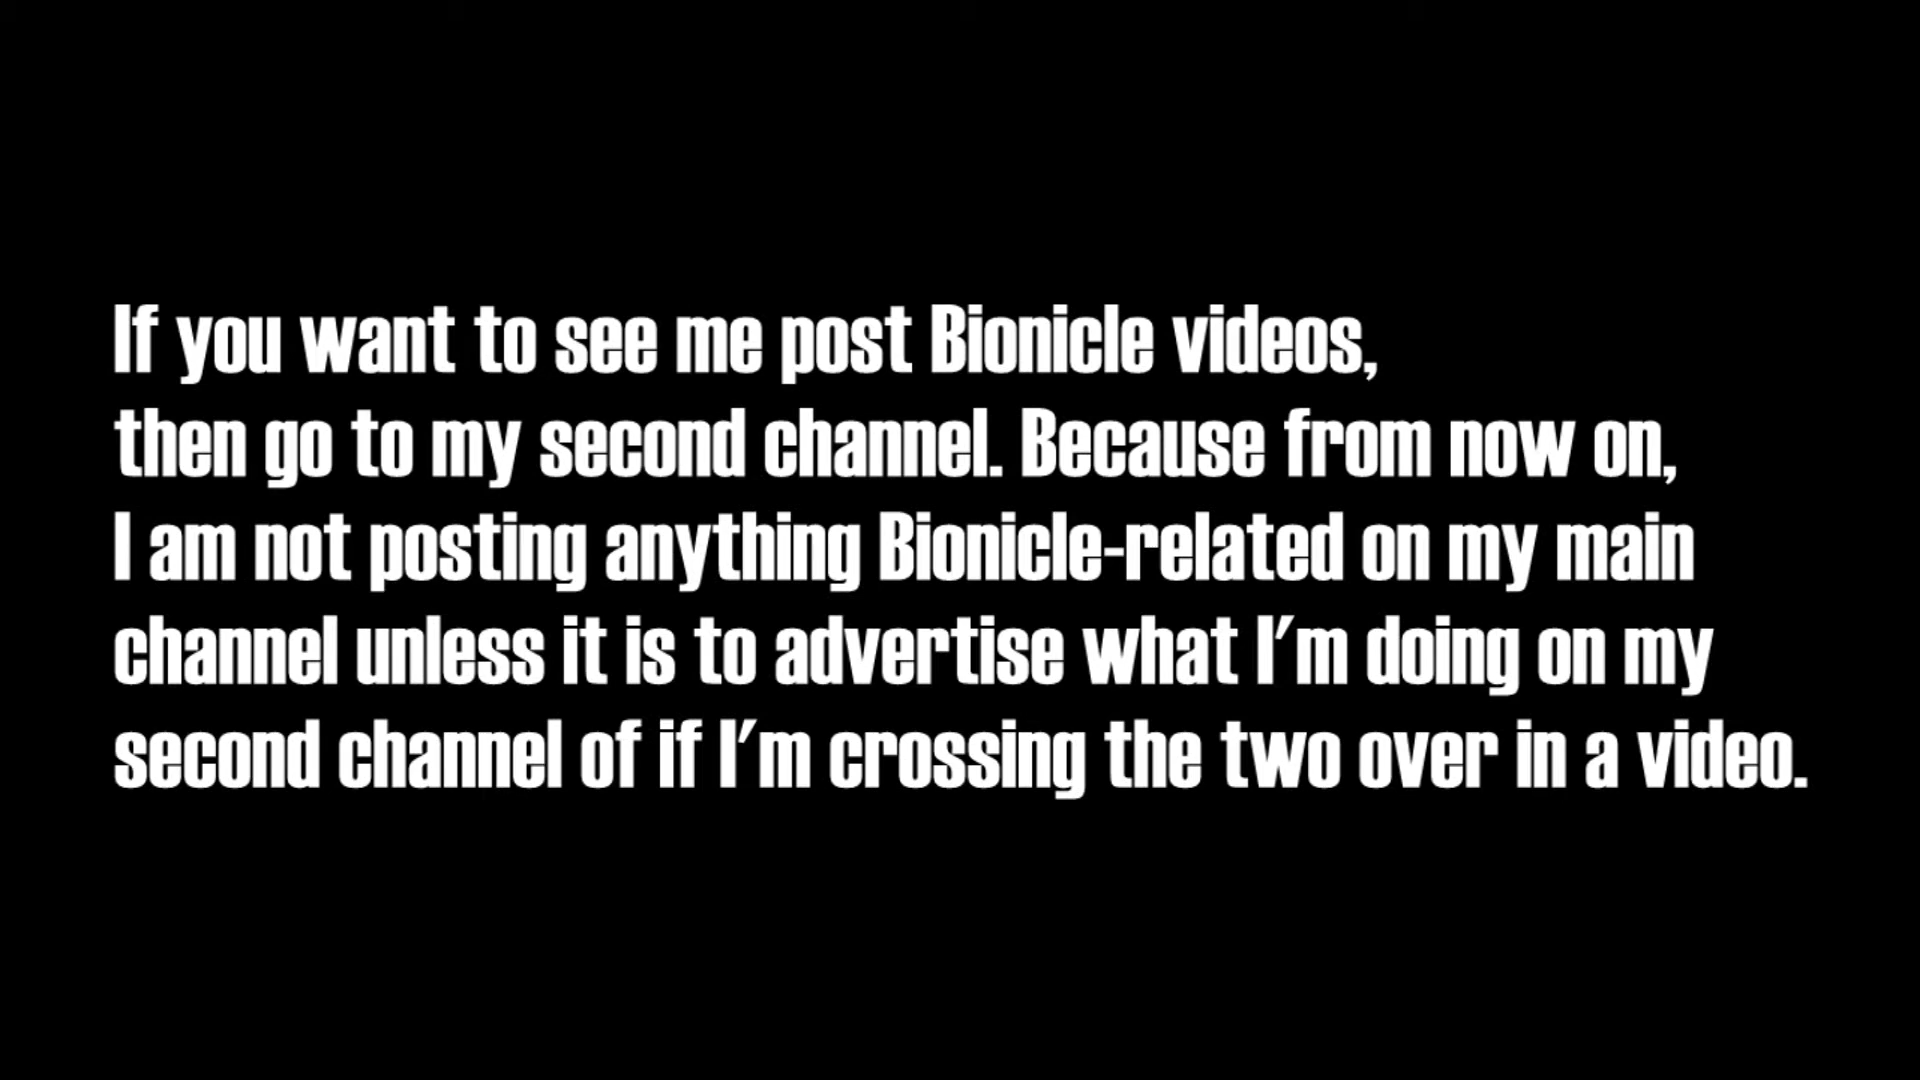 If you want to see me post Bionicle videos,
then go to my second channel. Because from now on,
I am not posting anything Bionicle-related on my main
channel unless it is to advertise what I'm doing on my
second channel of if I'm crossing the two over in a video.